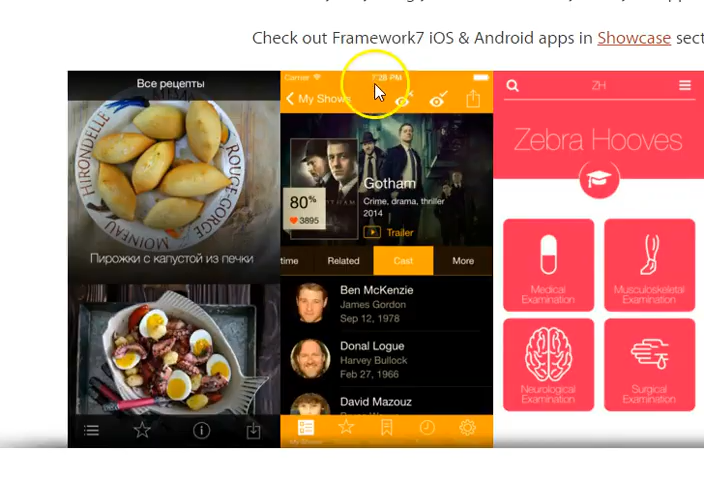 Check out Framework7 iOS & Android apps in Showcase sect
Все рецепты
HIRONDELLE
ROUGE-GORGE
MOINEAU
Пирожки с капустой из печки
Carrier
7:28 PM
My Shows
Gotham
80%
3895
Crime, drama, thriller
2014
Trailer
time Related Cast More
Ben McKenzie
James Gordon
Sep 12, 1978
Donal Logue
Harvey Bullock
Feb 27, 1966
David Mazouz
ZH
Zebra Hooves
Medical
Examination
Musculoskeletal
Examination
Neurological
Examination
Surgical
Examination